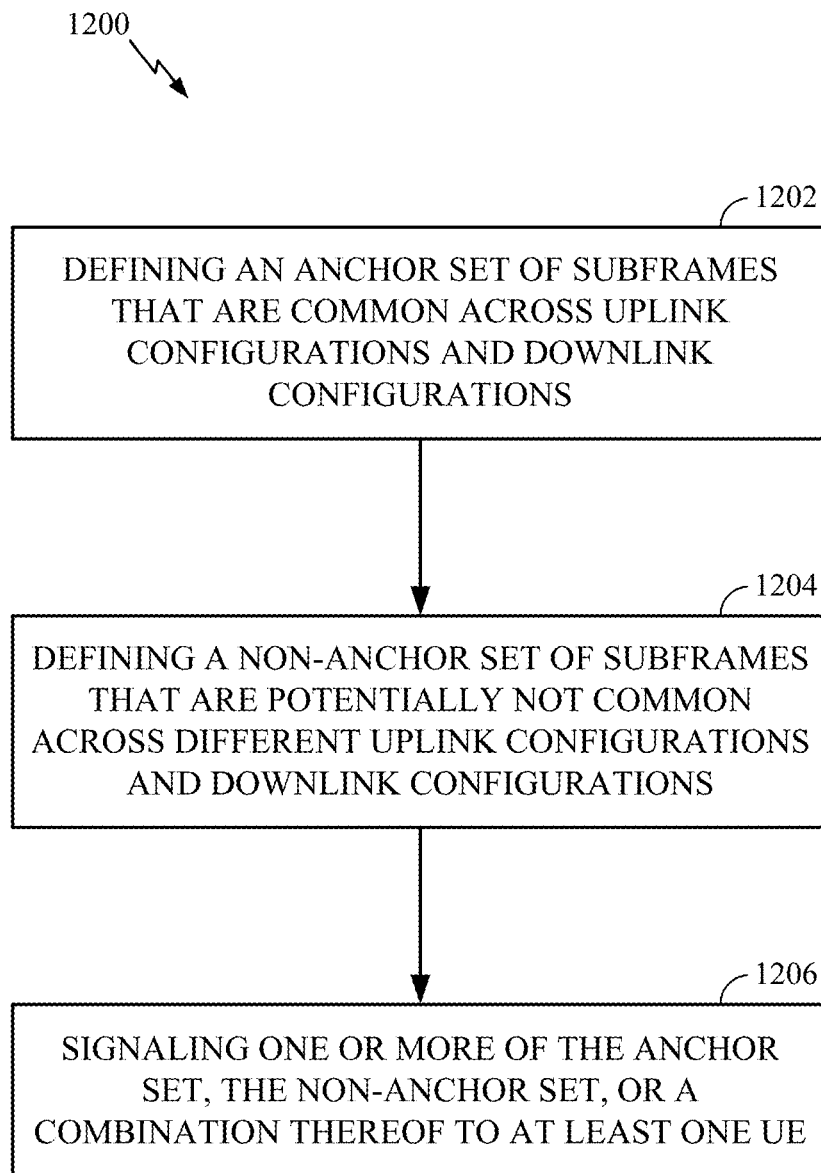 1200
1202
DEFINING AN ANCHOR SET OF SUBFRAMES
THAT ARE COMMON ACROSS UPLINK
CONFIGURATIONS AND DOWNLINK
CONFIGURATIONS
1204
DEFINING A NON-ANCHOR SET OF SUBFRAMES
THAT ARE POTENTIALLY NOT COMMON
ACROSS DIFFERENT UPLINK CONFIGURATIONS
AND DOWNLINK CONFIGURATIONS
1206
SIGNALING ONE OR MORE OF THE ANCHOR
SET, THE NON-ANCHOR SET, OR A
COMBINATION THEREOF TO AT LEAST ONE UE